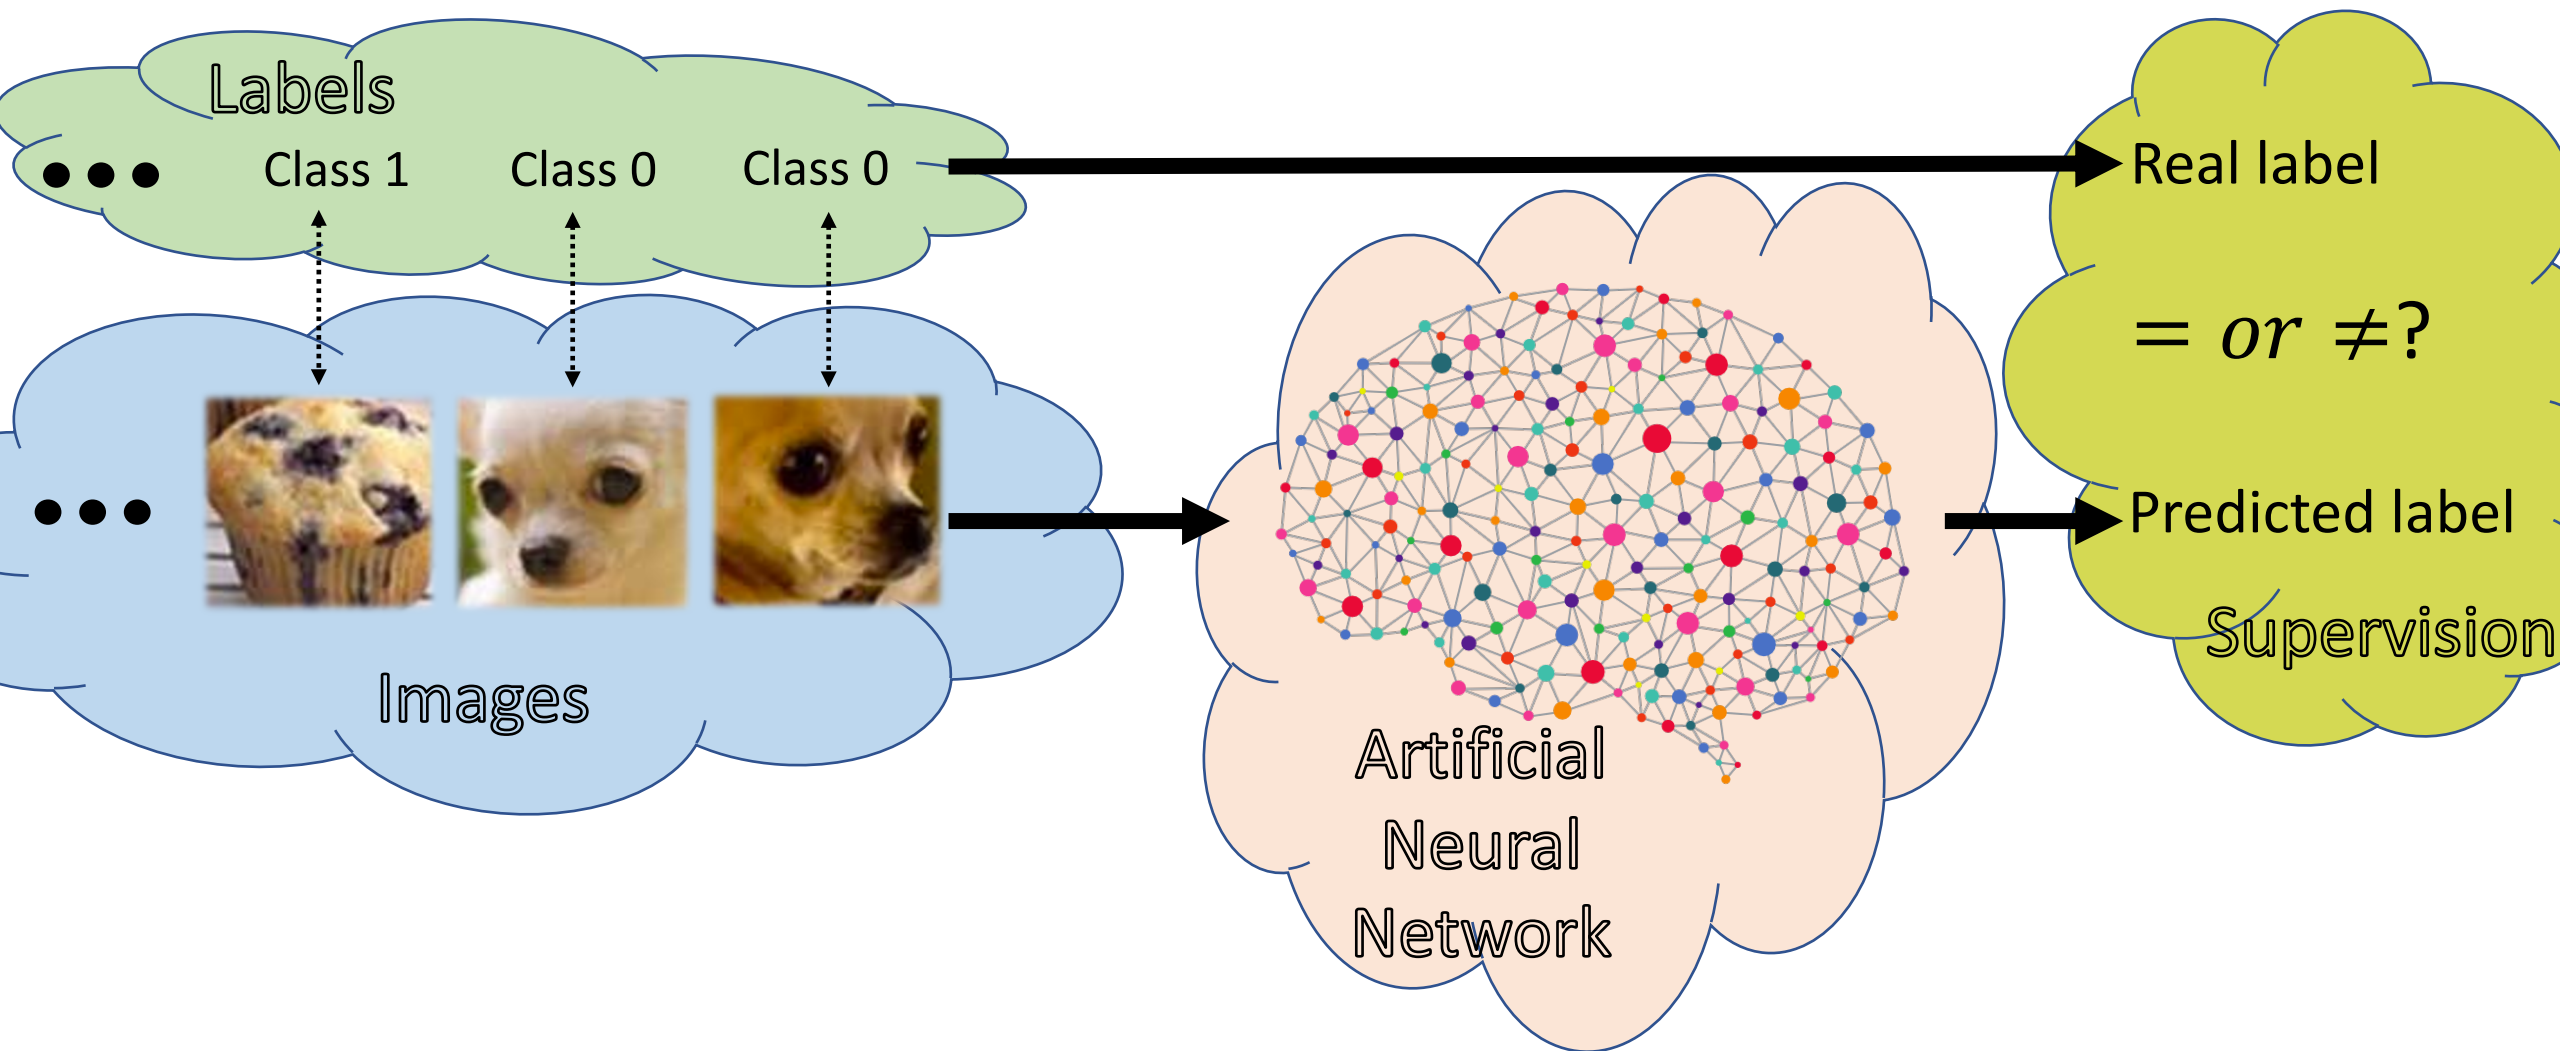 Labels
••• Class 1 Class 0 Class 0
•••
Images
Artificial
Neural
Network
Real label
= or ≠?
Predicted label
Supervision